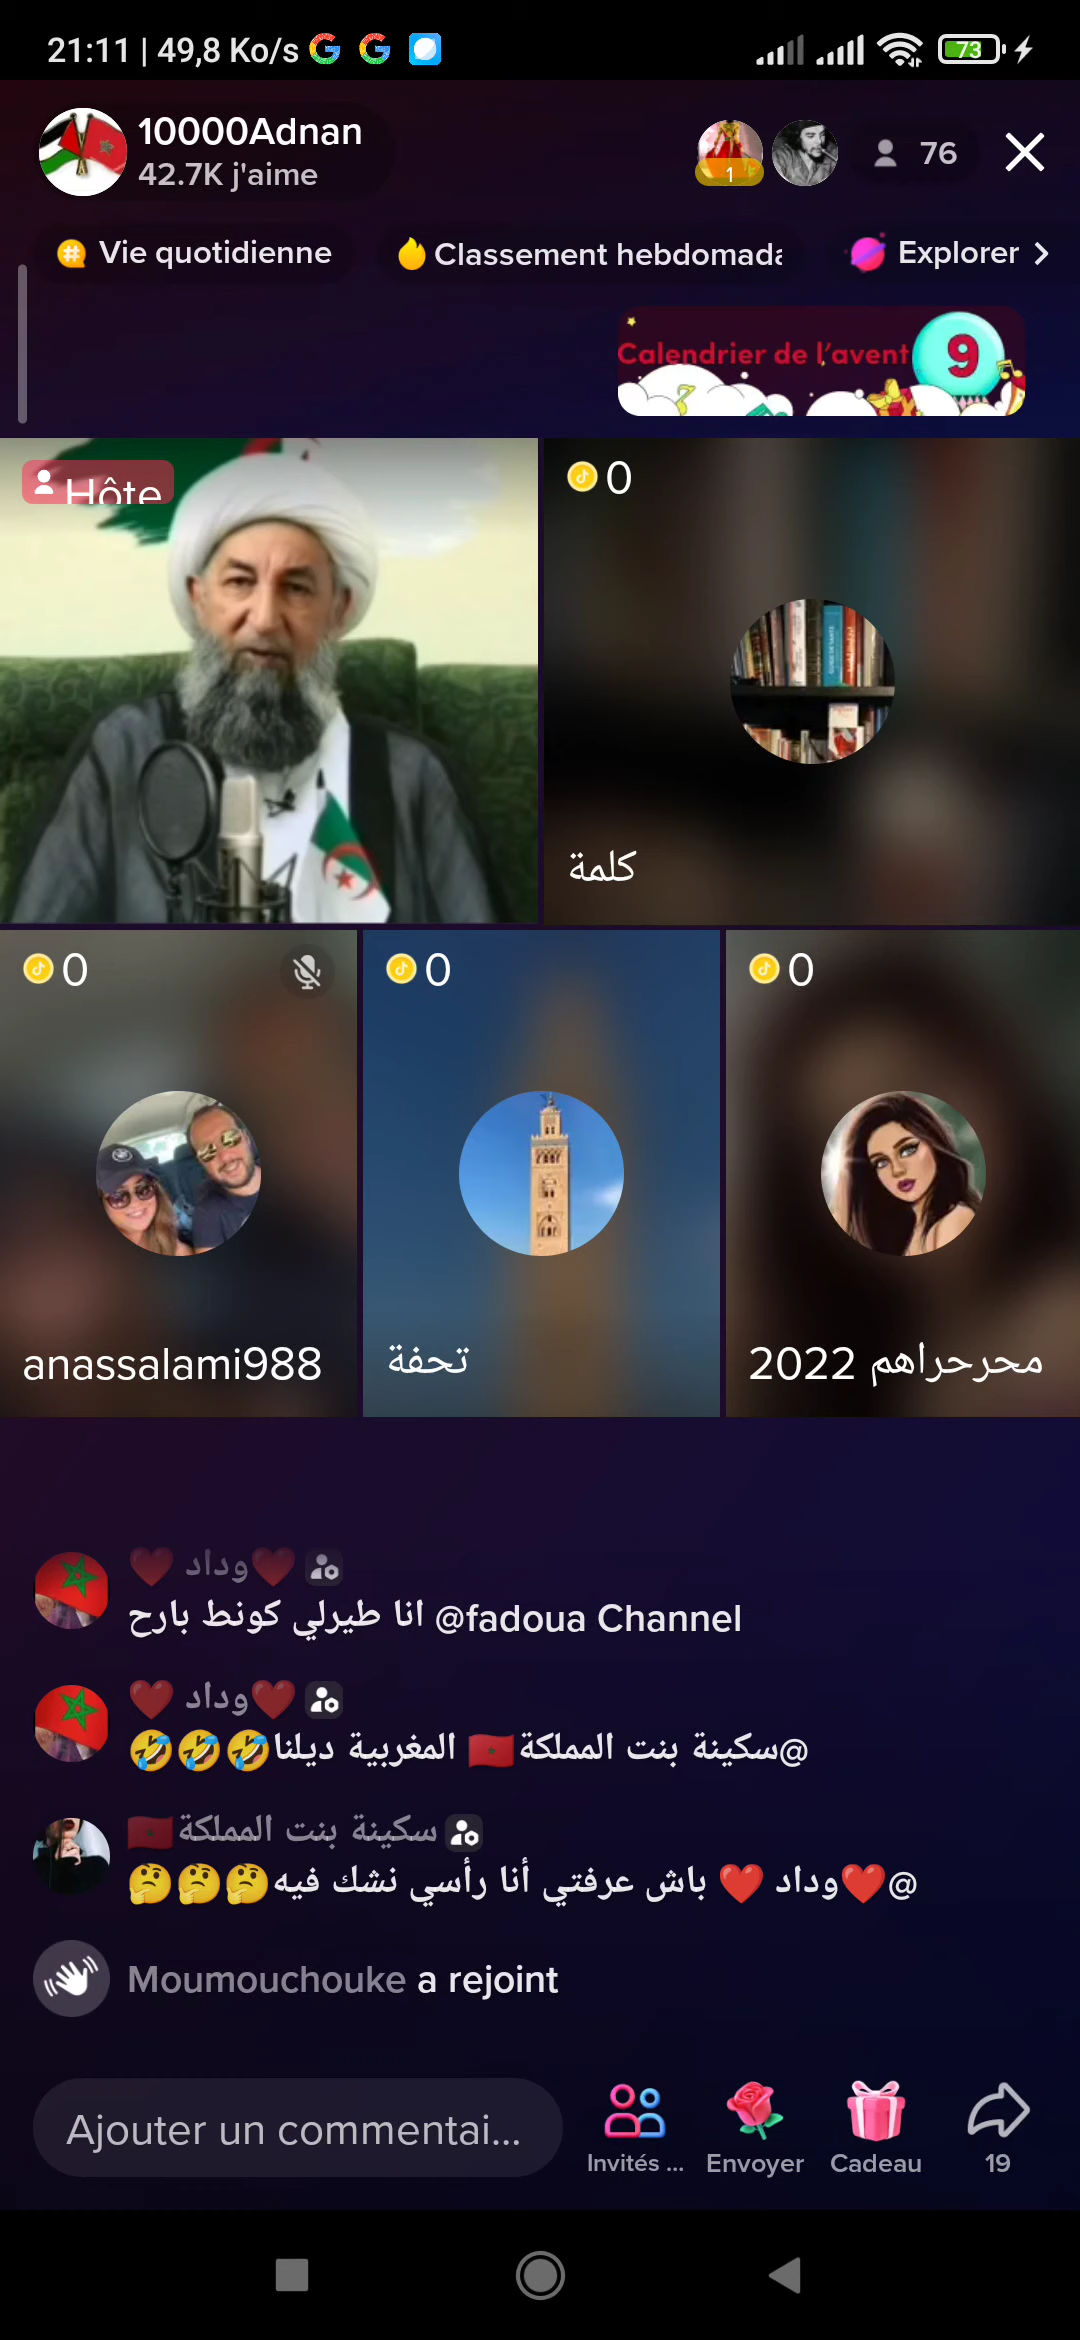 21:11 | 49,8 Ko/s
73
10000Adnan
42.7K j'aime
1
76
Vie quotidienne
Classement hebdomada
Explorer
Calendrier de l'avent
9
Hôte
0
كلمة
0
0
0
anassalami988
تحفة
محرحراهم 2022
❤️وداد❤️
انا طيرلي كونط بارح @fadoua Channel
❤️وداد❤️
@سكينة بنت المملكة🇲🇦 المغربية ديلنا🤣🤣🤣
سكينة بنت المملكة🇲🇦
@❤️وداد❤️ باش عرفتي أنا رأسي نشك فيه🤔🤔🤔
Moumouchouke a rejoint
Ajouter un commentai...
Invités ...
Envoyer
Cadeau
19